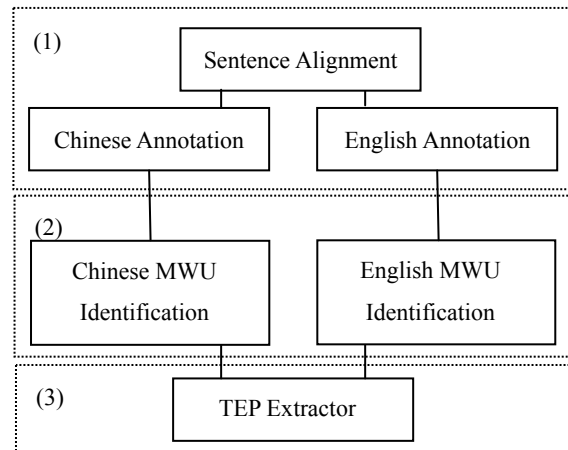 (1)
Sentence Alignment
Chinese Annotation
English Annotation
(2)
Chinese MWU
Identification
English MWU
Identification
(3)
TEP Extractor